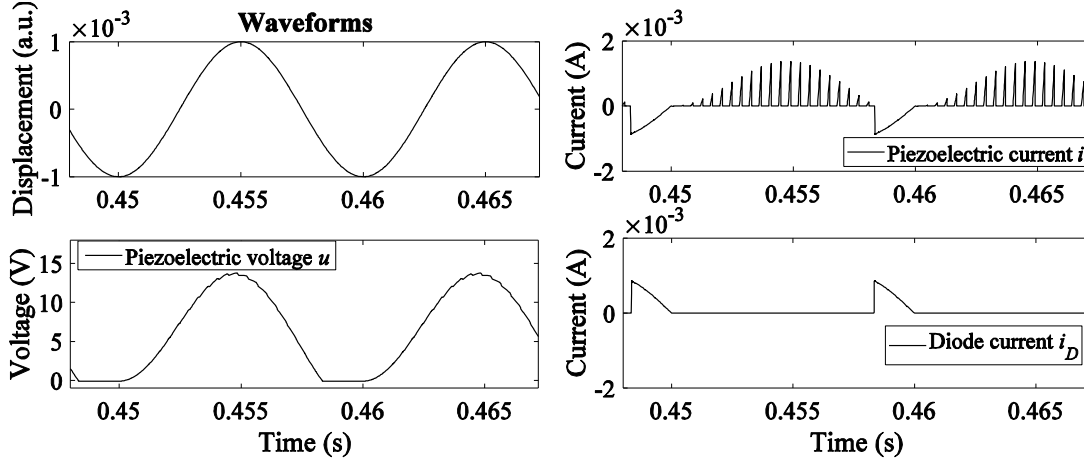 Waveforms
×10⁻³
Displacement (a.u.)
1
0
-1
0.45 0.455 0.46 0.465
×10⁻³
Current (A)
2
0
-2
Piezoelectric current i
0.45 0.455 0.46 0.465
Voltage (V)
15
10
5
0
Piezoelectric voltage u
0.45 0.455 0.46 0.465
Time (s)
×10⁻³
Current (A)
2
0
-2
Diode current i_D
0.45 0.455 0.46 0.465
Time (s)